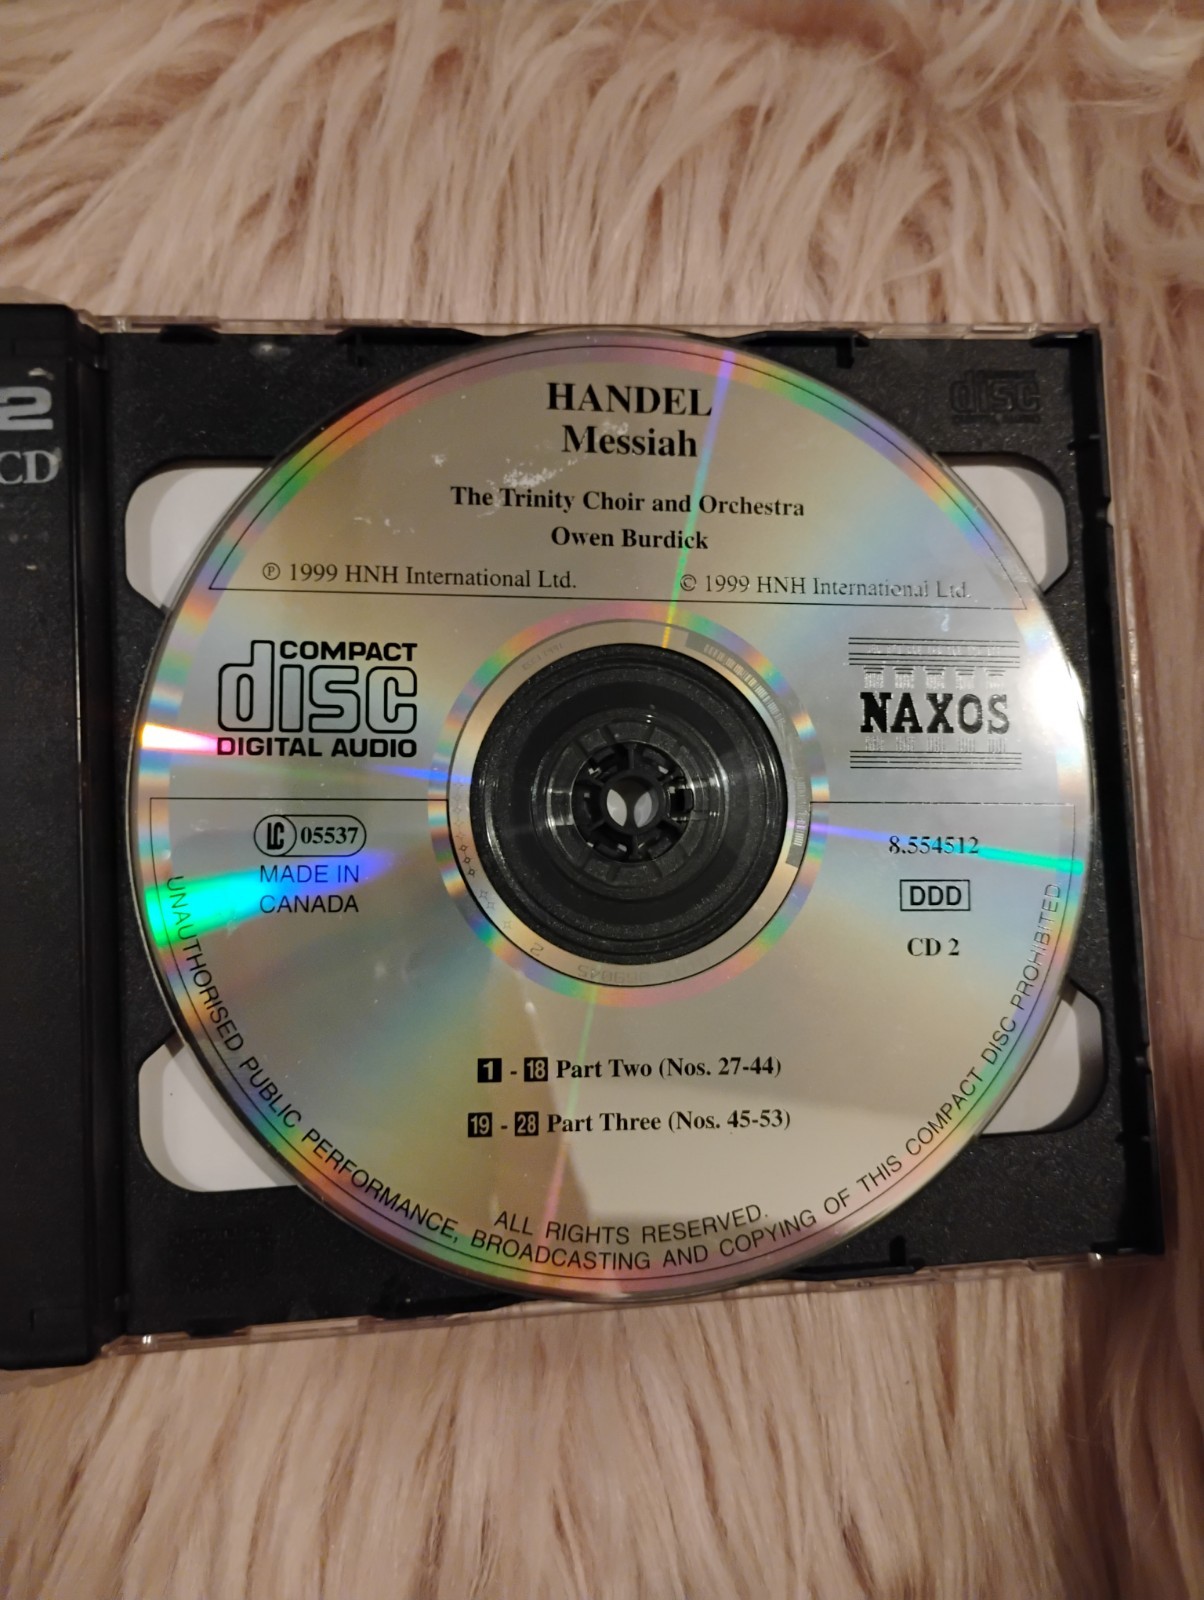 2
CD
disc
HANDEL
Messiah
The Trinity Choir and Orchestra
Owen Burdick
℗ 1999 HNH International Ltd.
© 1999 HNH International Ltd.
COMPACT
disc
DIGITAL AUDIO
NAXOS
LC 05537
MADE IN
CANADA
8.554512
DDD
CD 2
1 - 18 Part Two (Nos. 27-44)
19 - 28 Part Three (Nos. 45-53)
ALL RIGHTS RESERVED.
UNAUTHORISED PUBLIC PERFORMANCE, BROADCASTING AND COPYING OF THIS COMPACT DISC PROHIBITED